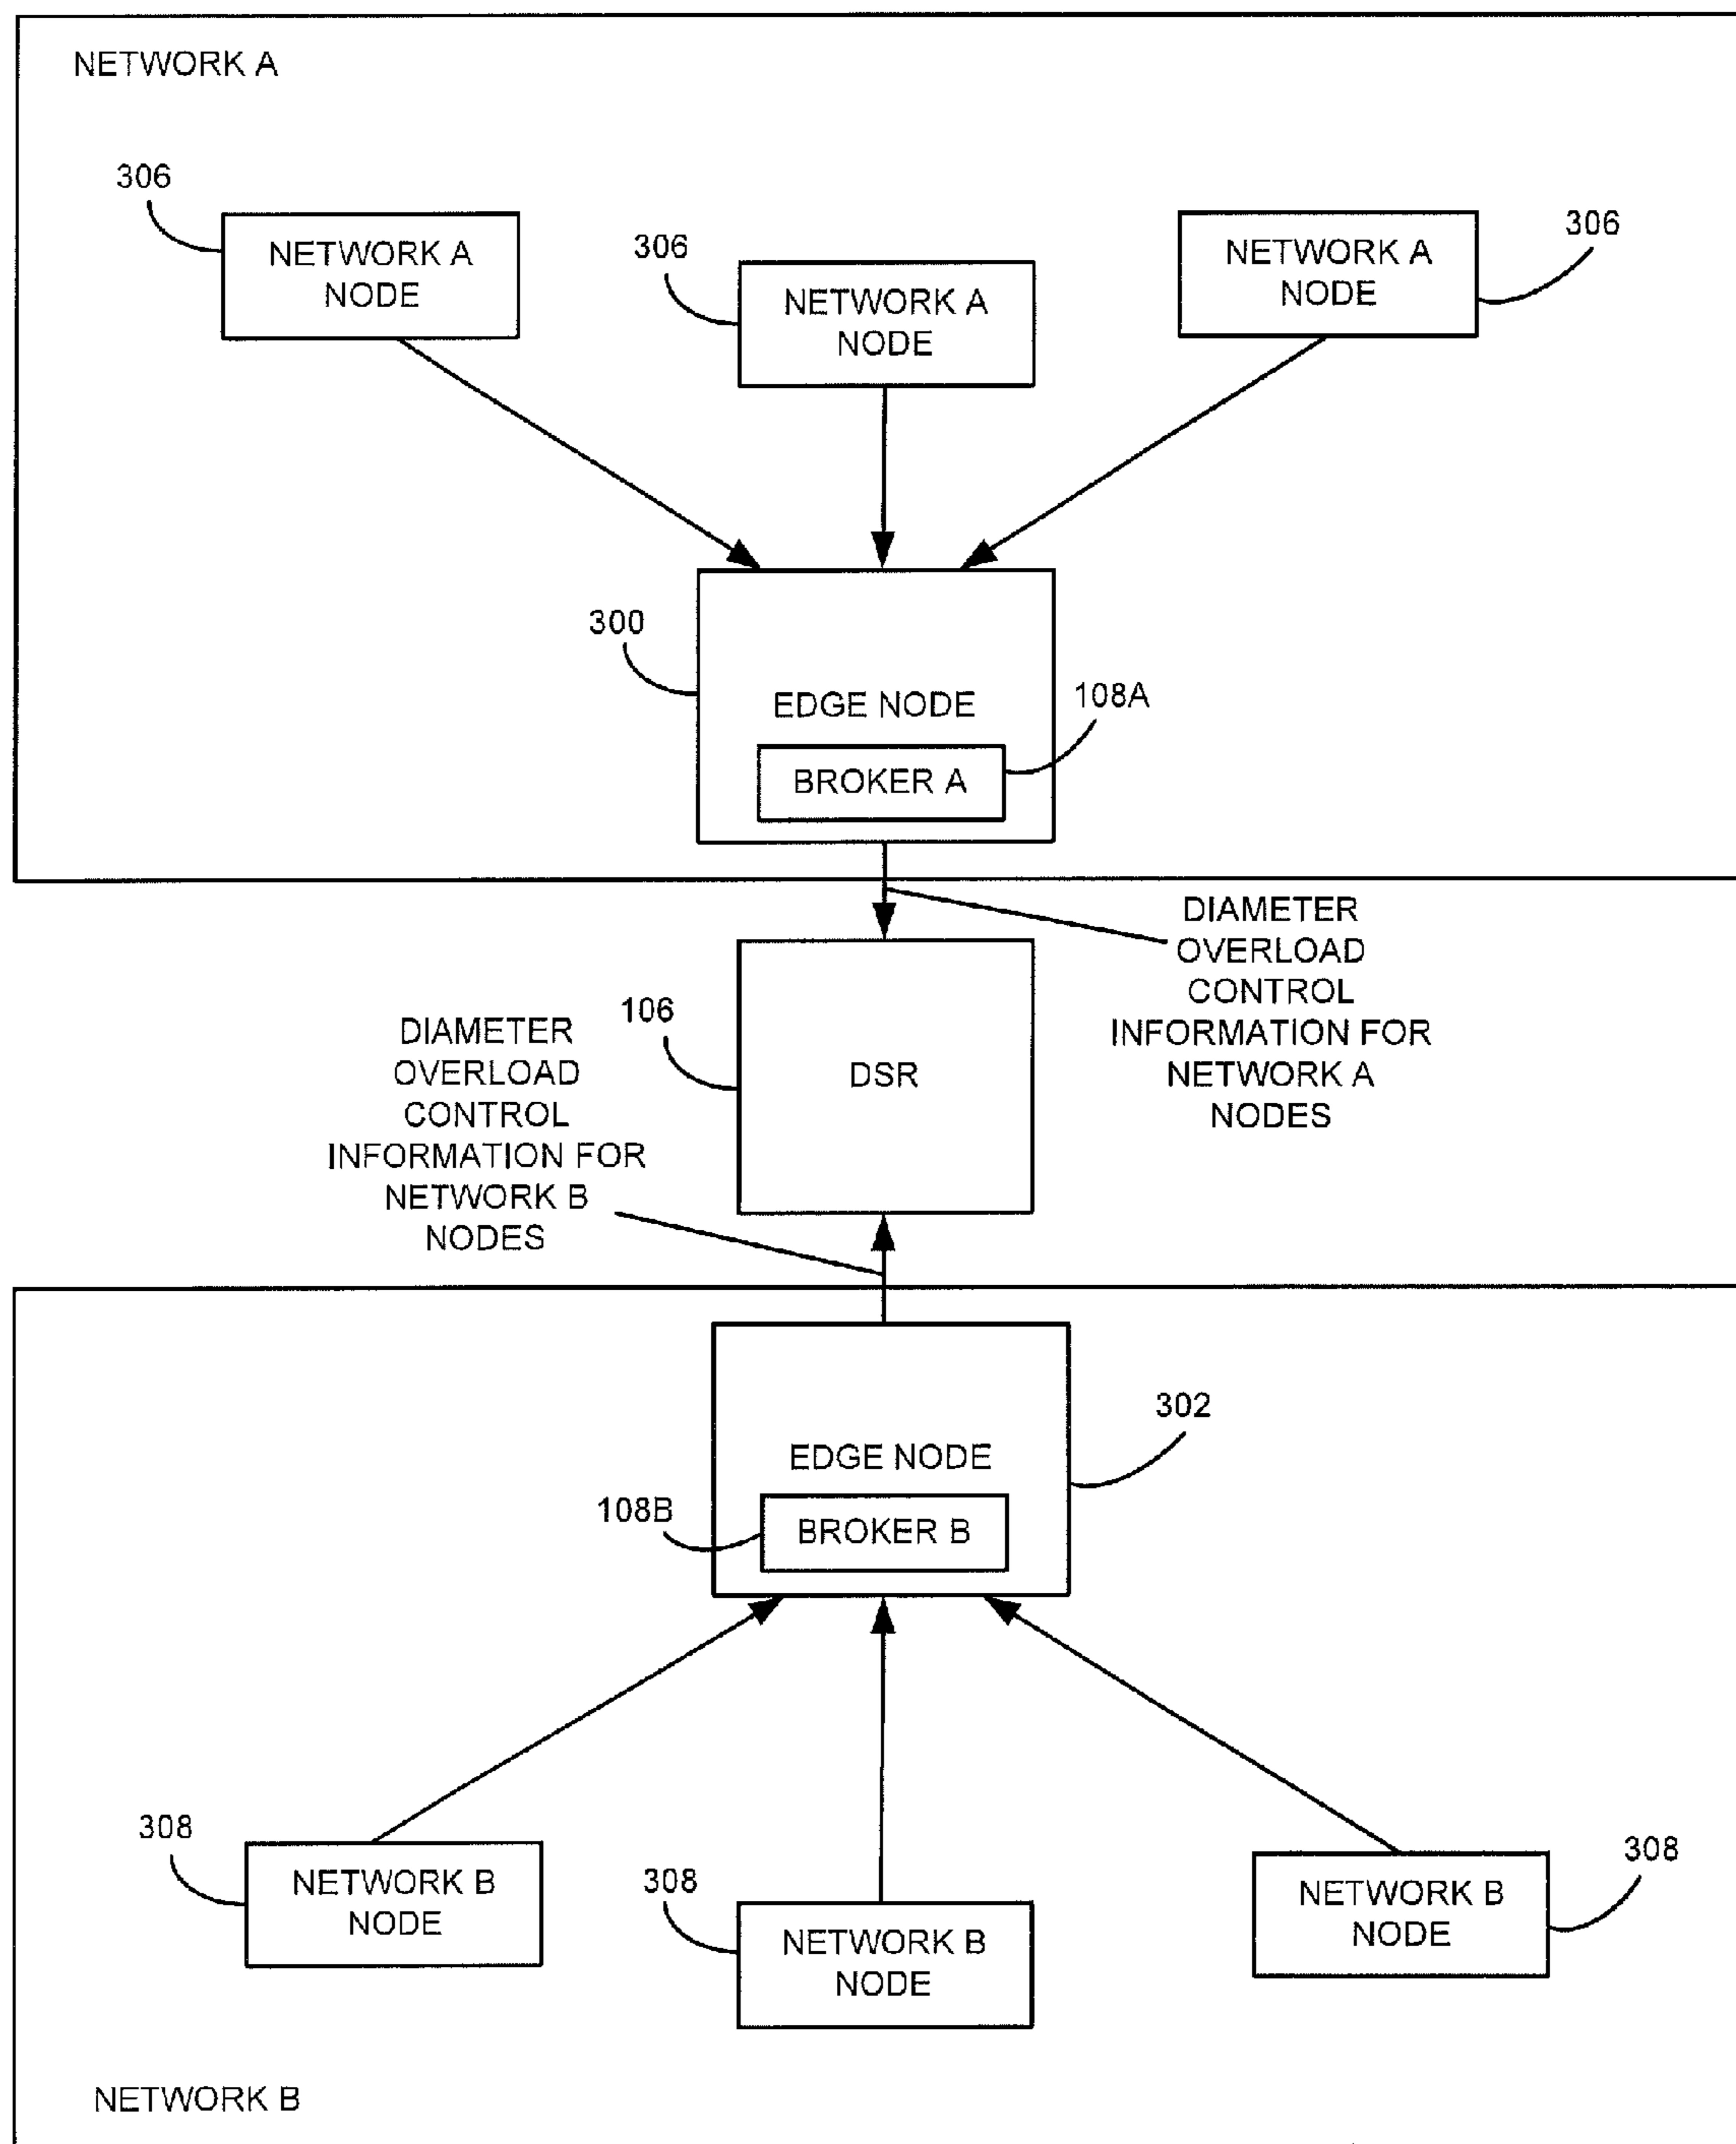 NETWORK A
306
NETWORK A
NODE
306
NETWORK A
NODE
306
NETWORK A
NODE
300
EDGE NODE
108A
BROKER A
DIAMETER
OVERLOAD
CONTROL
INFORMATION FOR
NETWORK A
NODES
106
DSR
DIAMETER
OVERLOAD
CONTROL
INFORMATION FOR
NETWORK B
NODES
302
EDGE NODE
108B
BROKER B
308
NETWORK B
NODE
308
NETWORK B
NODE
308
NETWORK B
NODE
NETWORK B